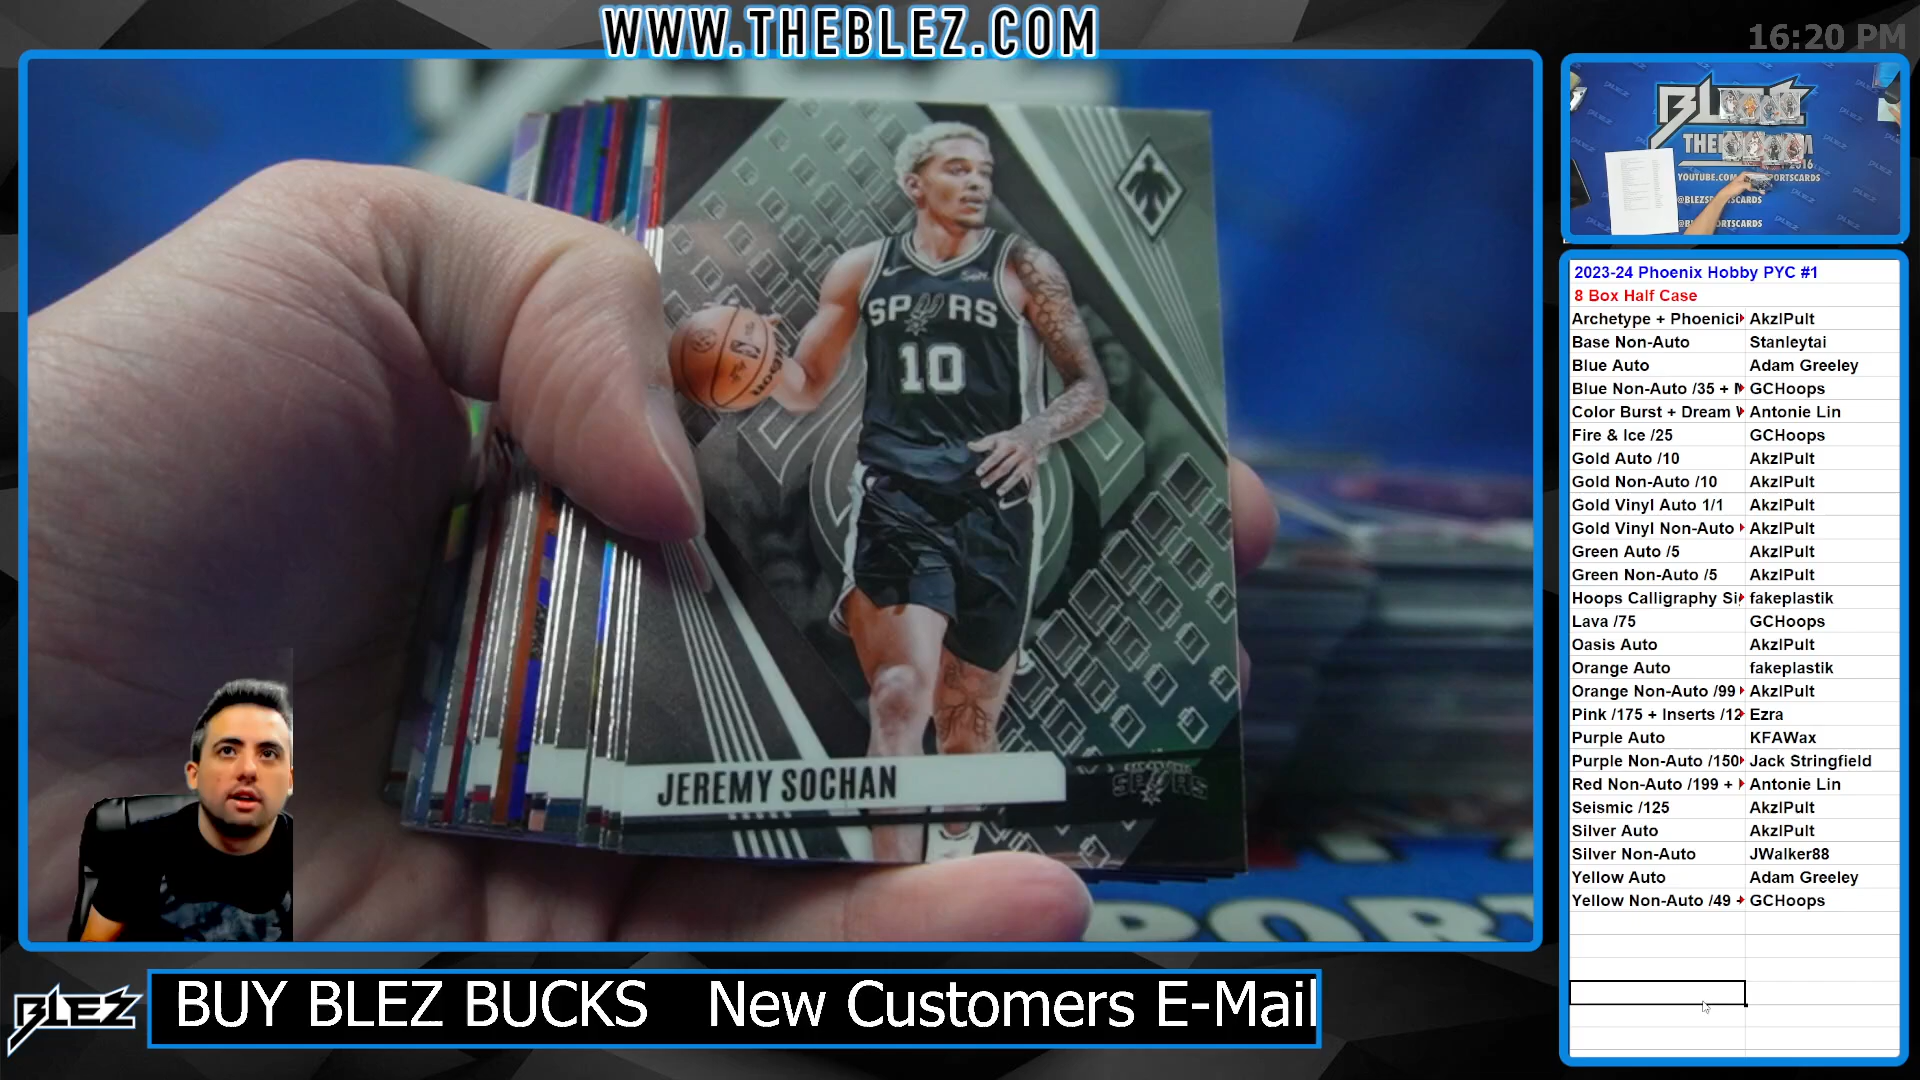 WWW.THEBLEZ.COM
16:20 PM
SPURS
10
JEREMY SOCHAN
SPURS
BLEZ
YOUTUBE.COM
2023-24 Phoenix Hobby PYC #1
8 Box Half Case
Archetype + Phoenici AkzlPult
Base Non-Auto Stanleytai
Blue Auto Adam Greeley
Blue Non-Auto /35 + GCHoops
Color Burst + Dream Antonie Lin
Fire & Ice /25 GCHoops
Gold Auto /10 AkzlPult
Gold Non-Auto /10 AkzlPult
Gold Vinyl Auto 1/1 AkzlPult
Gold Vinyl Non-Auto AkzlPult
Green Auto /5 AkzlPult
Green Non-Auto /5 AkzlPult
Hoops Calligraphy Si fakeplastik
Lava /75 GCHoops
Oasis Auto AkzlPult
Orange Auto fakeplastik
Orange Non-Auto /99 AkzlPult
Pink /175 + Inserts /12 Ezra
Purple Auto KFAWax
Purple Non-Auto /150 Jack Stringfield
Red Non-Auto /199 + Antonie Lin
Seismic /125 AkzlPult
Silver Auto AkzlPult
Silver Non-Auto JWalker88
Yellow Auto Adam Greeley
Yellow Non-Auto /49 + GCHoops
BLEZ
BUY BLEZ BUCKS New Customers E-Mail